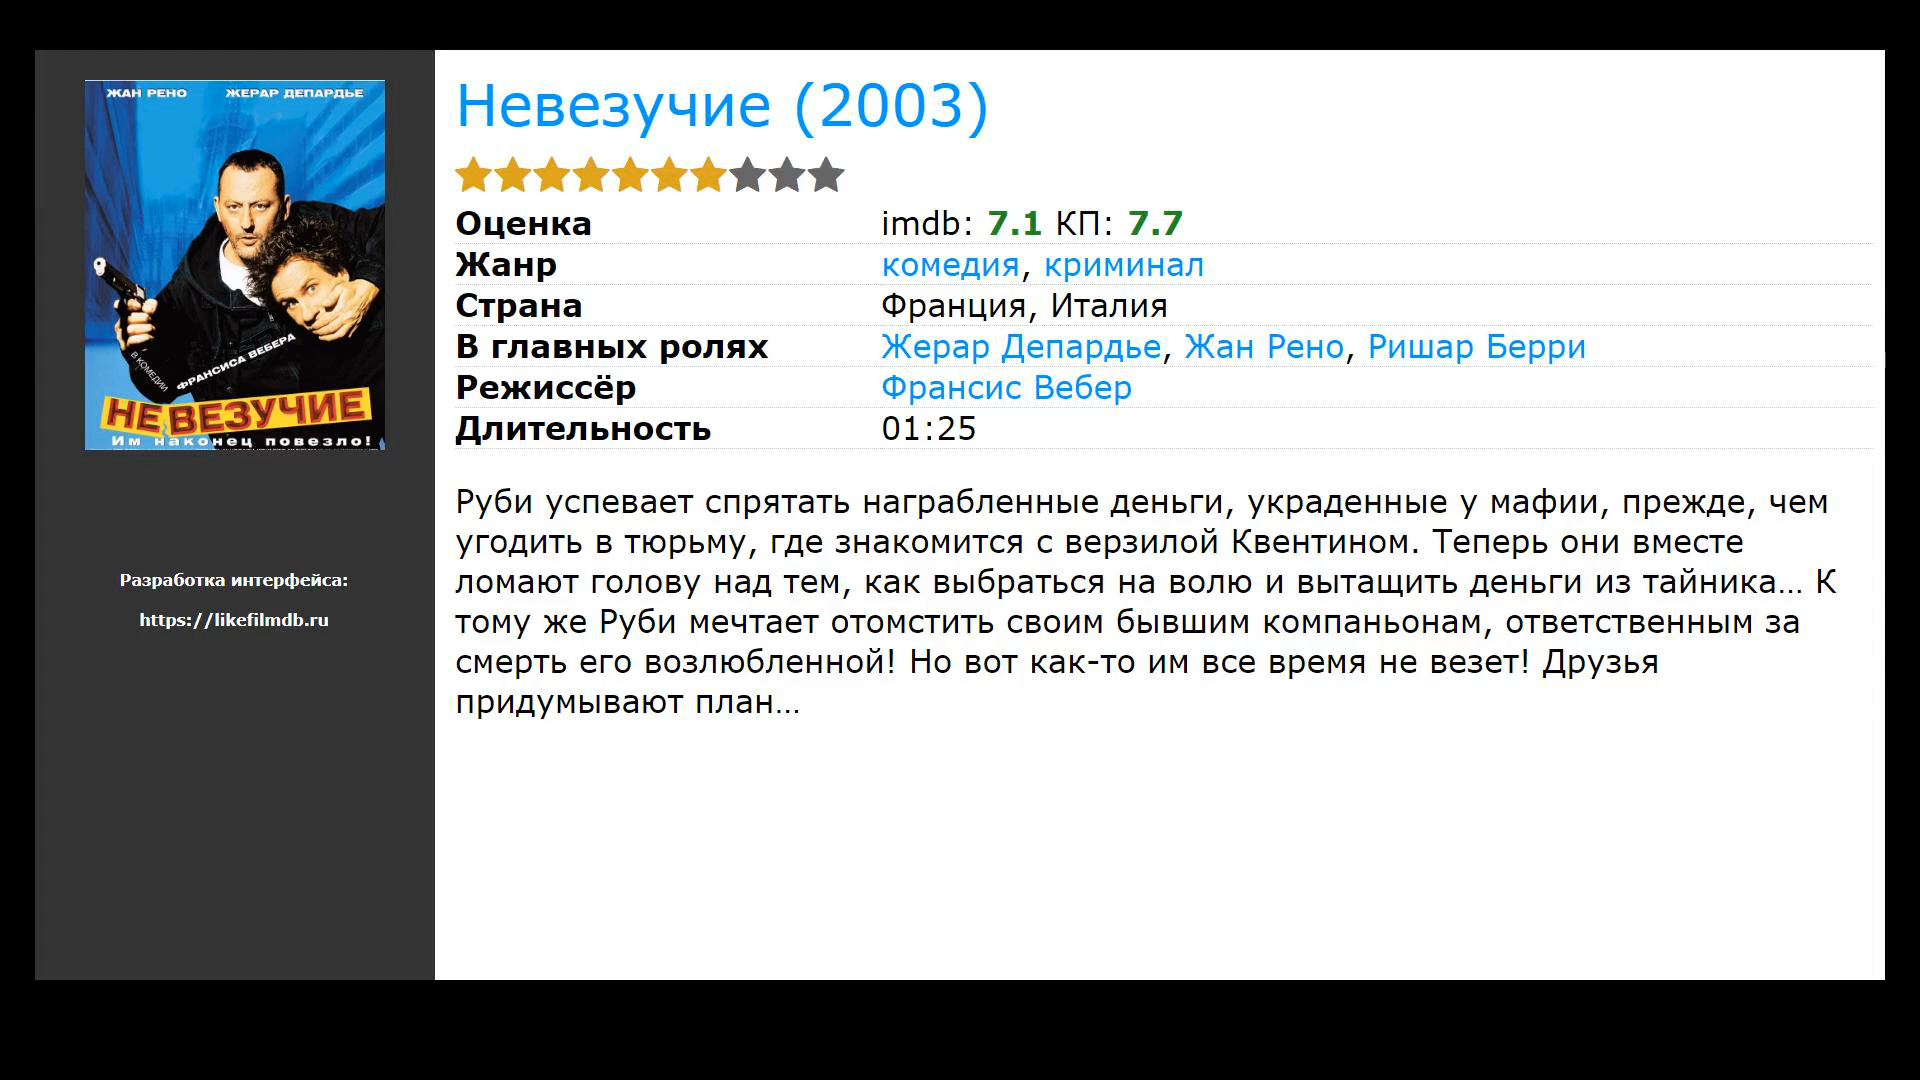 ЖАН РЕНО ЖЕРАР ДЕПАРДЬЕ
В КОМЕДИИ
ФРАНСИСА ВЕБЕРА
НЕВЕЗУЧИЕ
Им наконец повезло!
Разработка интерфейса:
https://likefilmdb.ru
Невезучие (2003)
Оценка imdb: 7.1 КП: 7.7
Жанр комедия, криминал
Страна Франция, Италия
В главных ролях Жерар Депардье, Жан Рено, Ришар Берри
Режиссёр Франсис Вебер
Длительность 01:25
Руби успевает спрятать награбленные деньги, украденные у мафии, прежде, чем
угодить в тюрьму, где знакомится с верзилой Квентином. Теперь они вместе
ломают голову над тем, как выбраться на волю и вытащить деньги из тайника… К
тому же Руби мечтает отомстить своим бывшим компаньонам, ответственным за
смерть его возлюбленной! Но вот как-то им все время не везет! Друзья
придумывают план…